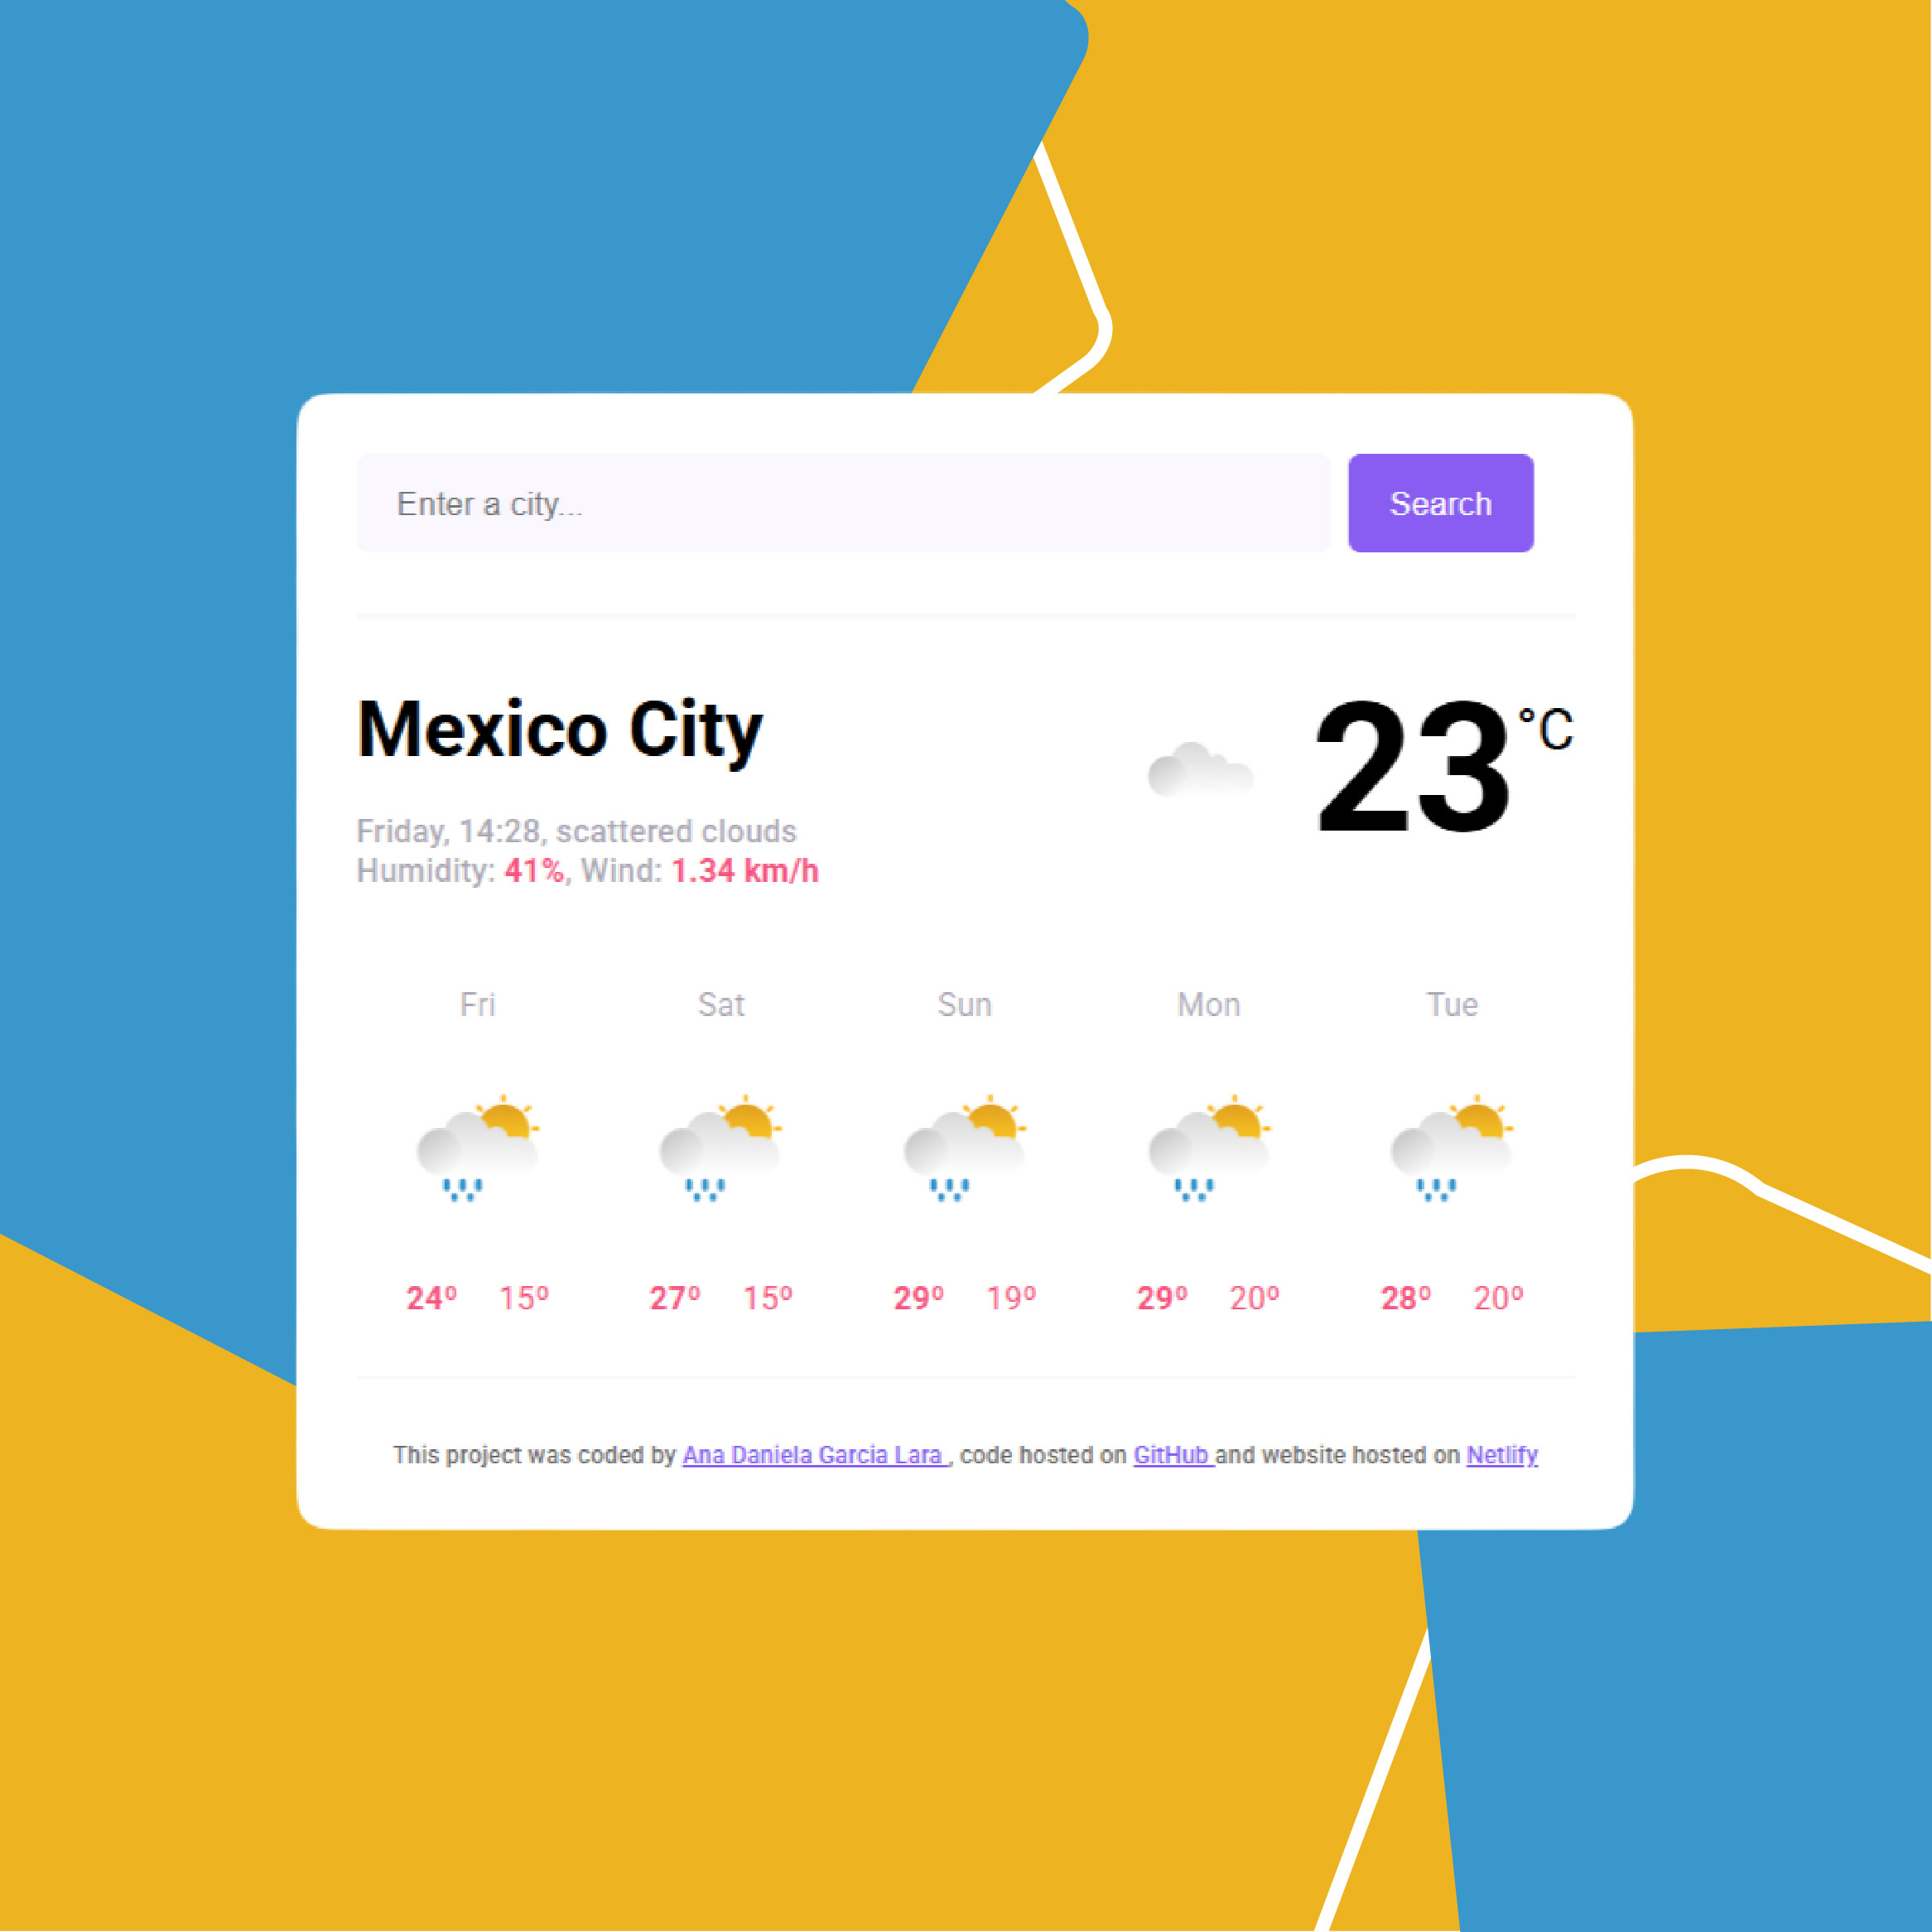 Enter a city...
Search
Mexico City
23°C
Friday, 14:28, scattered clouds
Humidity: 41%, Wind: 1.34 km/h
Fri Sat Sun Mon Tue
24º 15º 27º 15º 29º 19º 29º 20º 28º 20º
This project was coded by Ana Daniela Garcia Lara , code hosted on GitHub and website hosted on Netlify